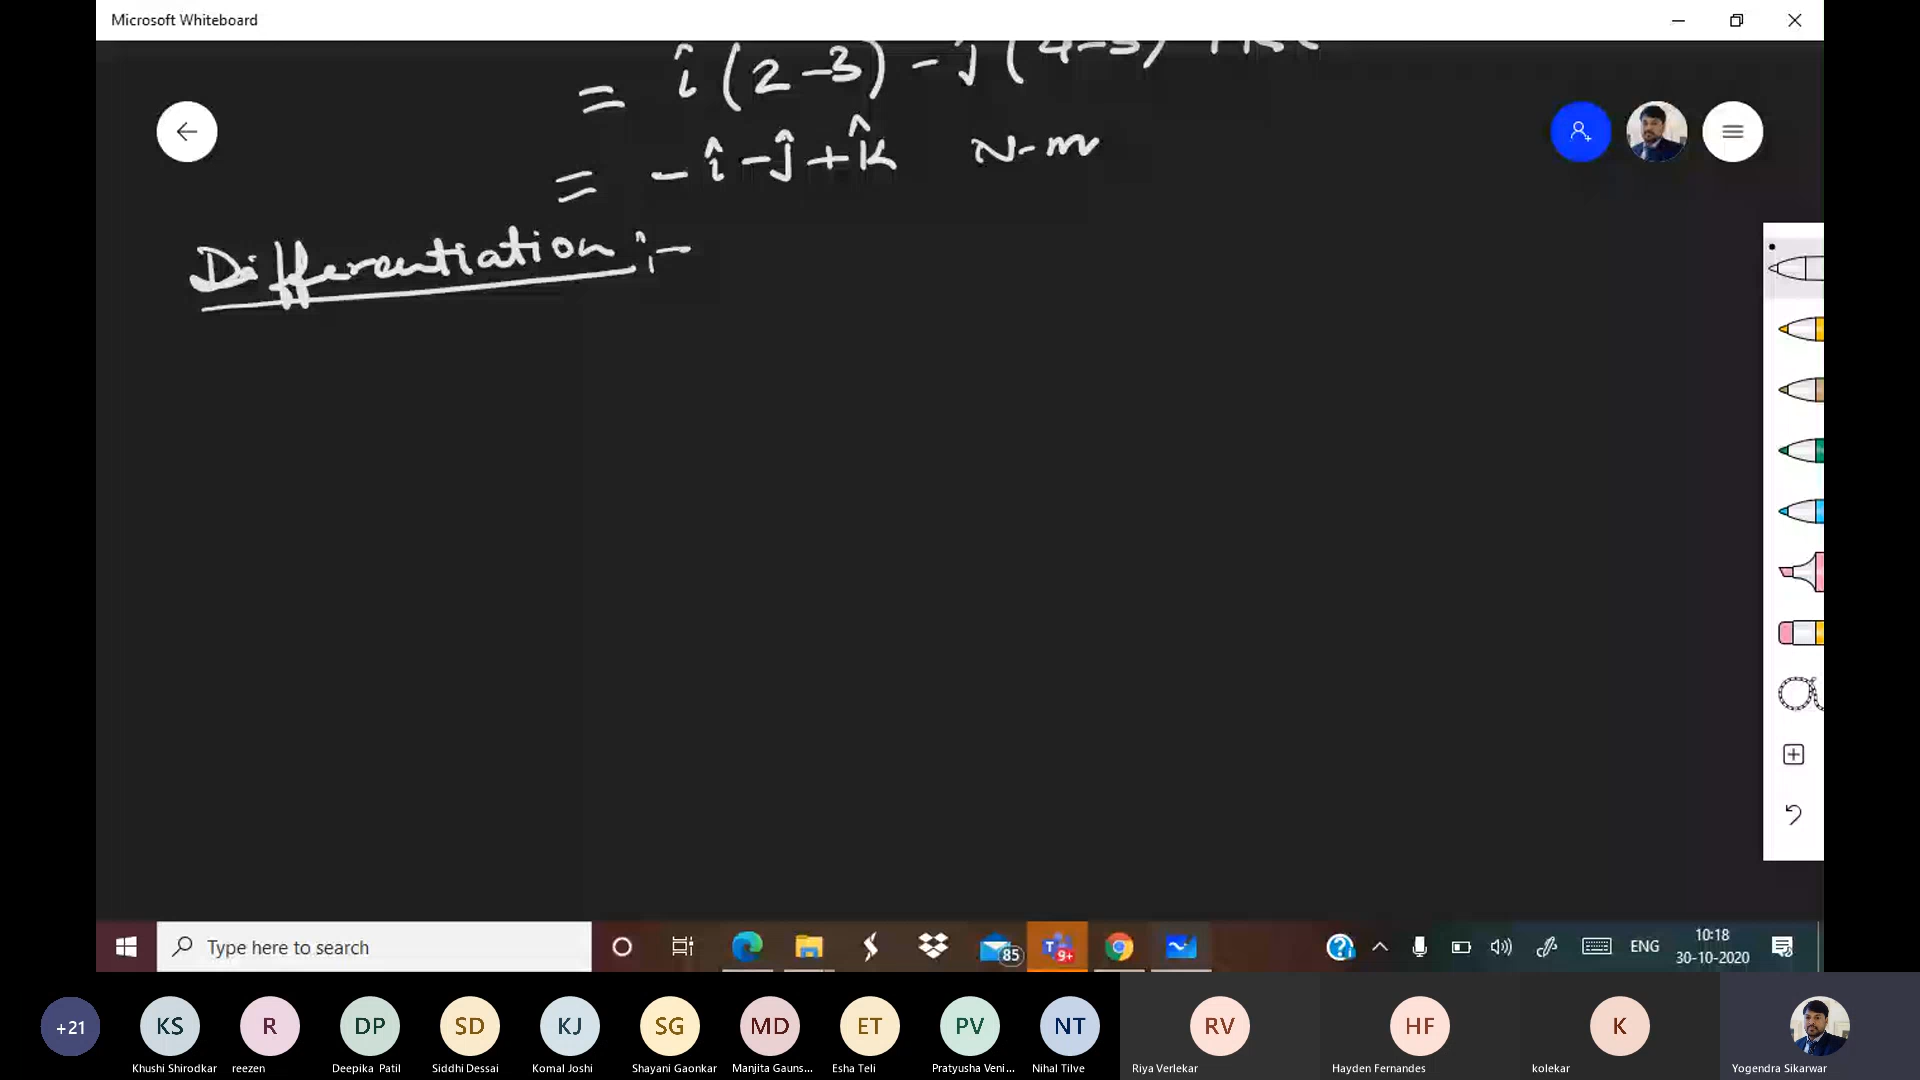 Microsoft Whiteboard
= î (2-3) - j (4-3)
= -î -ĵ +k̂ N-m
Differentiation :-
Type here to search
85
9+
ENG
10:18
30-10-2020
+21
KS
R
DP
SD
KJ
SG
MD
ET
PV
NT
RV
HF
K
Khushi Shirodkar
reezen
Deepika Patil
Siddhi Dessai
Komal Joshi
Shayani Gaonkar
Manjita Gauns...
Esha Teli
Pratyusha Veni...
Nihal Tilve
Riya Verlekar
Hayden Fernandes
kolekar
Yogendra Sikarwar